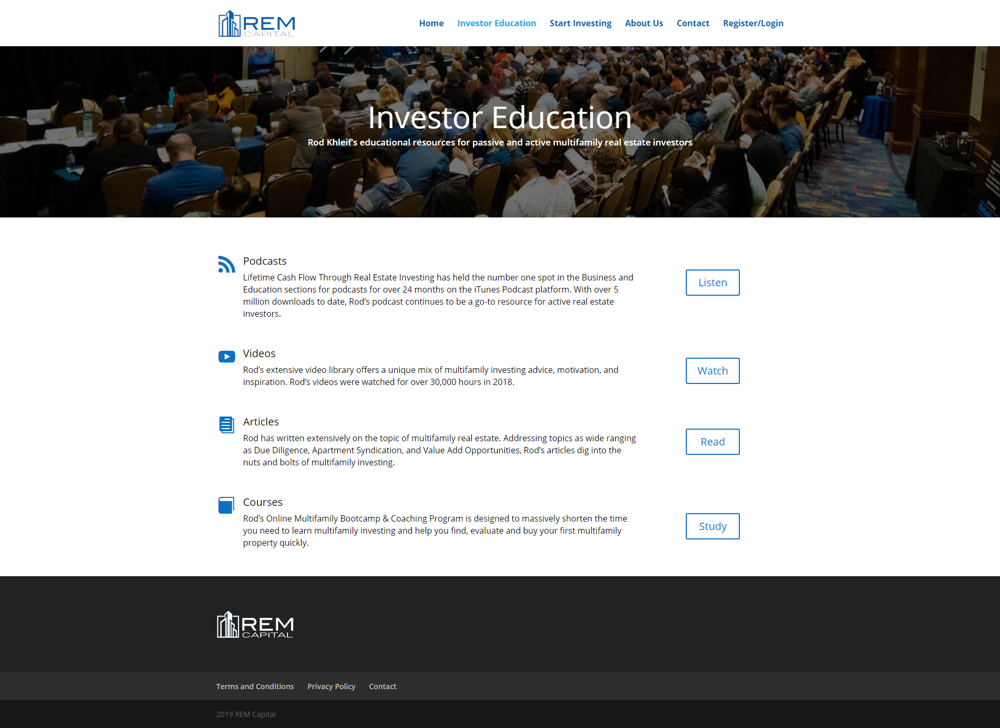 REM
CAPITAL
Home Investor Education Start Investing About Us Contact Register/Login
Investor Education
Rod Khleif's educational resources for passive and active multifamily real estate investors
Podcasts
Lifetime Cash Flow Through Real Estate Investing has held the number one spot in the Business and
Education sections for podcasts for over 24 months on the iTunes Podcast platform. With over 5
million downloads to date, Rod’s podcast continues to be a go-to resource for active real estate
investors.
Listen
Videos
Rod’s extensive video library offers a unique mix of multifamily investing advice, motivation, and
inspiration. Rod’s videos were watched for over 30,000 hours in 2018.
Watch
Articles
Rod has written extensively on the topic of multifamily real estate. Addressing topics as wide ranging
as Due Diligence, Apartment Syndication, and Value Add Opportunities, Rod’s articles dig into the
nuts and bolts of multifamily investing.
Read
Courses
Rod’s Online Multifamily Bootcamp & Coaching Program is designed to massively shorten the time
you need to learn multifamily investing and help you find, evaluate and buy your first multifamily
property quickly.
Study
REM
CAPITAL
Terms and Conditions Privacy Policy Contact
2019 REM Capital